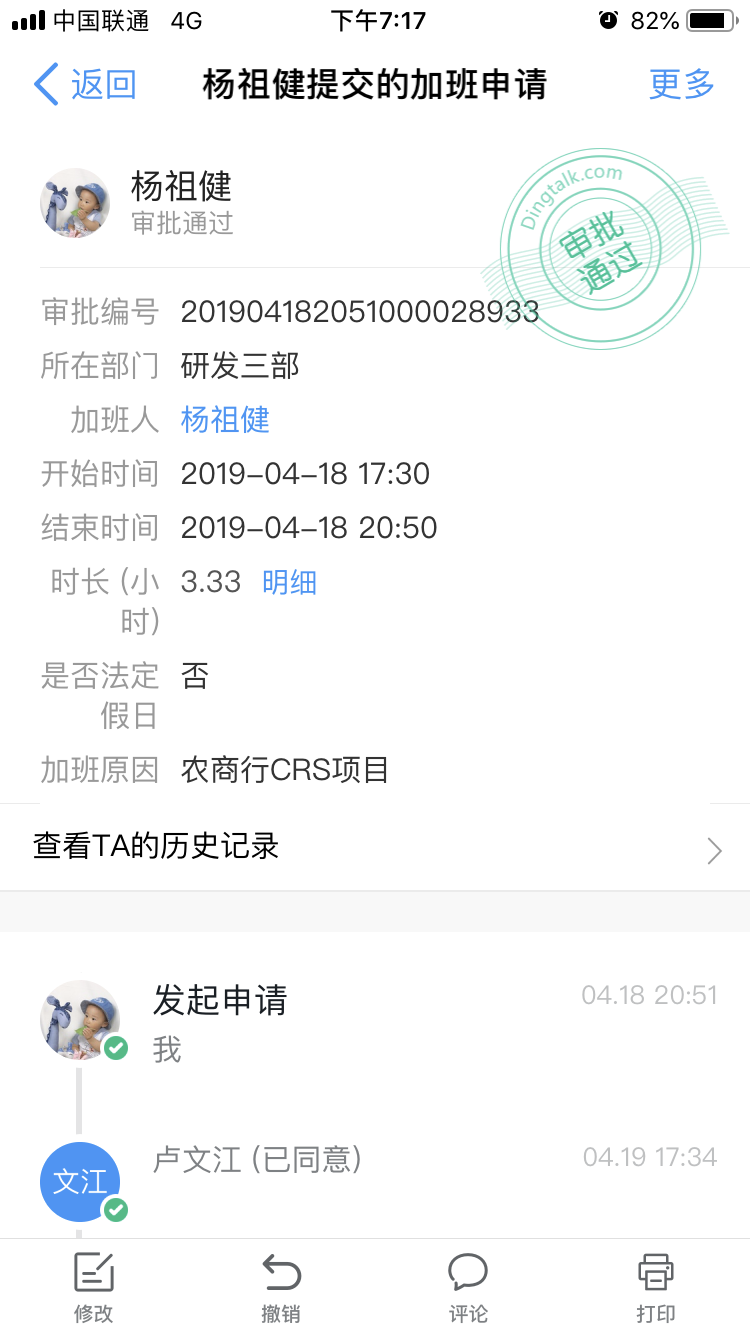 中国联通 4G 下午7:17 82%
返回 杨祖健提交的加班申请 更多
杨祖健
审批通过
Dingtalk.com
审批
通过
审批编号 201904182051000028933
所在部门 研发三部
加班人 杨祖健
开始时间 2019-04-18 17:30
结束时间 2019-04-18 20:50
时长 (小 3.33 明细
时)
是否法定 否
假日
加班原因 农商行CRS项目
查看TA的历史记录
发起申请 04.18 20:51
我
卢文江 (已同意) 04.19 17:34
文江
修改 撤销 评论 打印